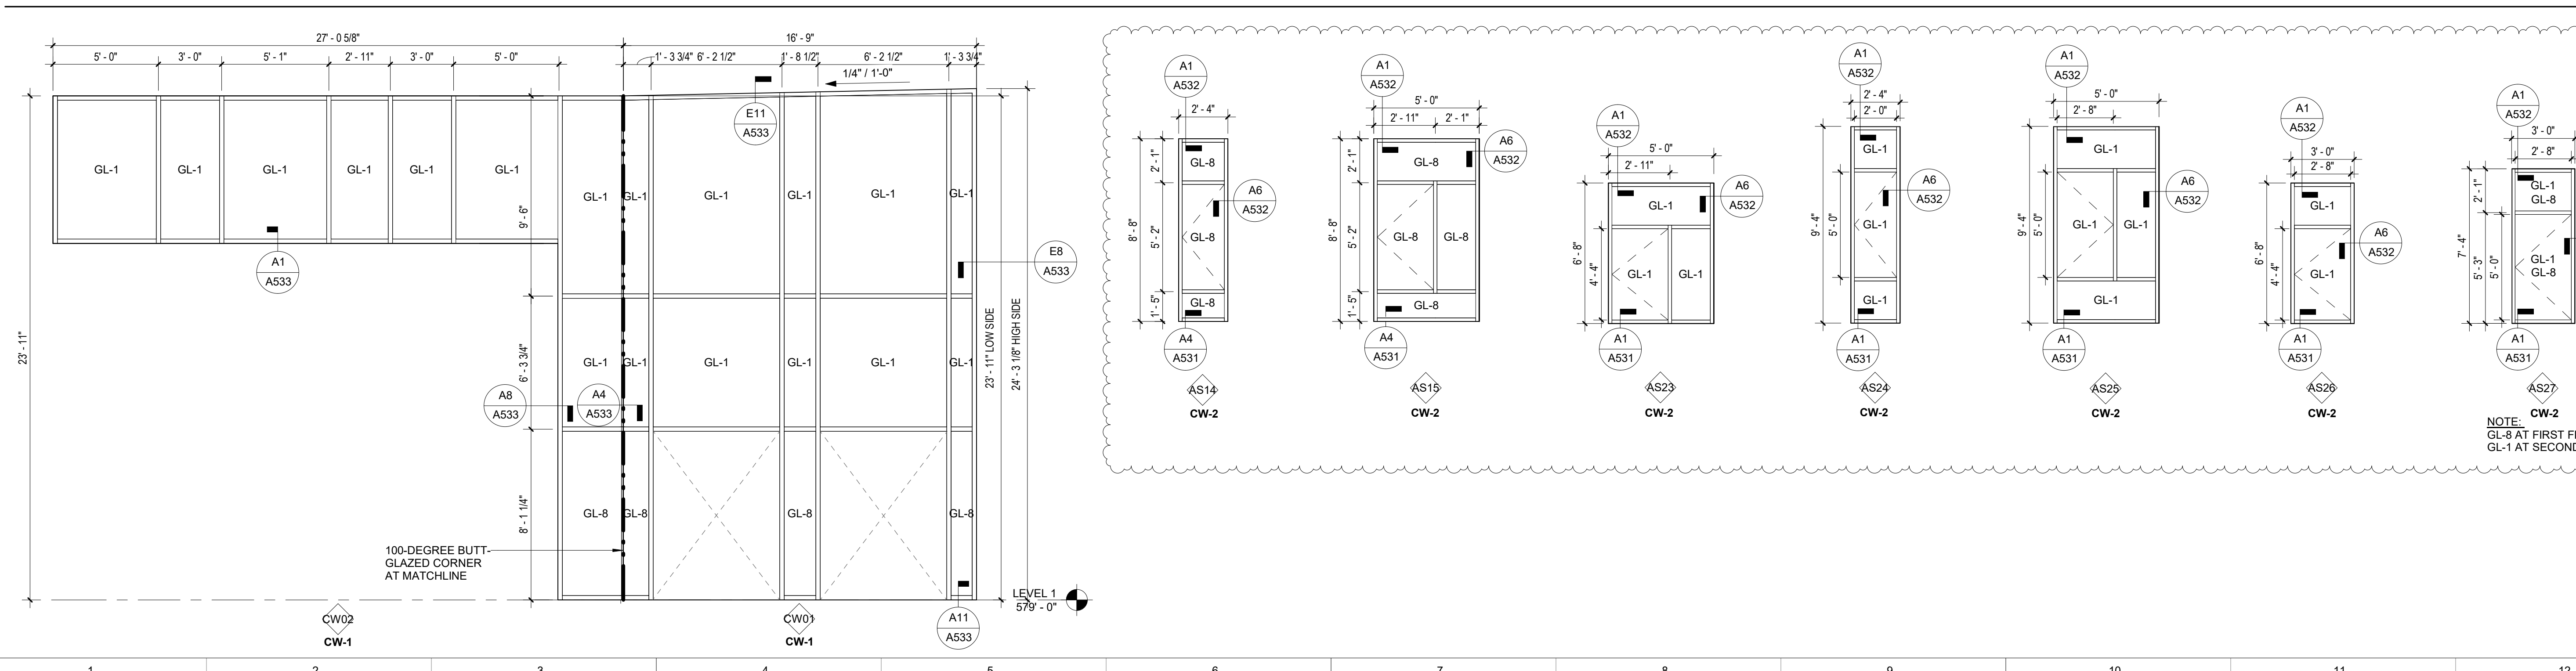 27' - 0 5/8"
16' - 9"
5' - 0"
3' - 0"
5' - 1"
2' - 11"
3' - 0"
5' - 0"
1' - 3 3/4"
6' - 2 1/2"
1' - 8 1/2"
6' - 2 1/2"
1' - 3 3/4"
1/4" / 1'-0"
E11
A533
GL-1
GL-1
GL-1
GL-1
GL-1
GL-1
GL-1
GL-1
GL-1
GL-1
GL-1
GL-1
9' - 6"
A1
A533
E8
A533
23' - 11"
6' - 3 3/4"
GL-1
GL-1
GL-1
GL-1
GL-1
GL-1
23' - 11" LOW SIDE
24' - 3 1/8" HIGH SIDE
A8
A533
A4
A533
8' - 1 1/4"
GL-8
GL-8
GL-8
GL-8
100-DEGREE BUTT-
GLAZED CORNER
AT MATCHLINE
LEVEL 1
579' - 0"
CW02
CW-1
CW01
CW-1
A11
A533
A1
A532
2' - 4"
8' - 8"
2' - 1"
5' - 2"
1' - 5"
GL-8
GL-8
GL-8
A6
A532
A4
A531
AS14
CW-2
A1
A532
5' - 0"
2' - 11"
2' - 1"
8' - 8"
2' - 1"
5' - 2"
1' - 5"
GL-8
GL-8
GL-8
GL-8
A6
A532
A4
A531
AS15
CW-2
A1
A532
5' - 0"
2' - 11"
6' - 8"
4' - 4"
GL-1
GL-1
GL-1
A6
A532
A1
A531
AS23
CW-2
A1
A532
2' - 4"
2' - 0"
9' - 4"
5' - 0"
GL-1
GL-1
GL-1
A6
A532
A1
A531
AS24
CW-2
A1
A532
5' - 0"
2' - 8"
9' - 4"
5' - 0"
GL-1
GL-1
GL-1
GL-1
A6
A532
A1
A531
AS25
CW-2
A1
A532
3' - 0"
2' - 8"
6' - 8"
4' - 4"
GL-1
GL-1
A6
A532
A1
A531
AS26
CW-2
A1
A532
3' - 0"
2' - 8"
7' - 4"
2' - 1"
5' - 3"
5' - 0"
GL-1
GL-8
GL-1
GL-8
A1
A531
AS27
CW-2
NOTE:
GL-8 AT FIRST
GL-1 AT
1
2
3
4
5
6
7
8
9
10
11